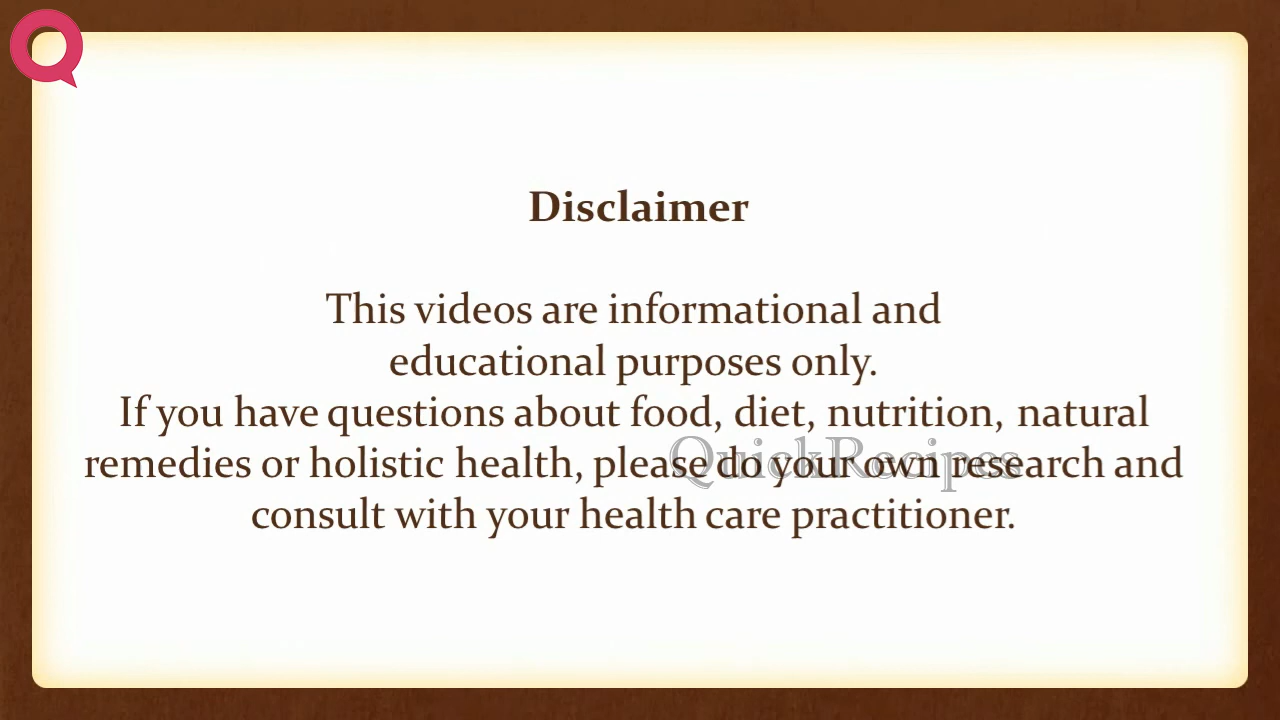 Disclaimer
This videos are informational and
educational purposes only.
If you have questions about food, diet, nutrition, natural
remedies or holistic health, please do your own research and
QuickRecipes
consult with your health care practitioner.